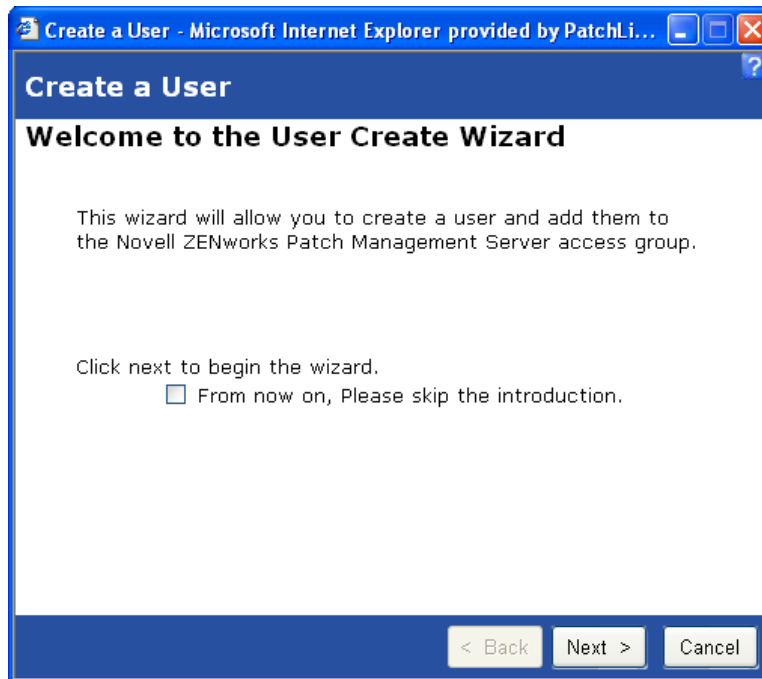 Create a User - Microsoft Internet Explorer provided by PatchLi...
?
Create a User
Welcome to the User Create Wizard
This wizard will allow you to create a user and add them to
the Novell ZENworks Patch Management Server access group.
Click next to begin the wizard.
From now on, Please skip the introduction.
< Back Next > Cancel